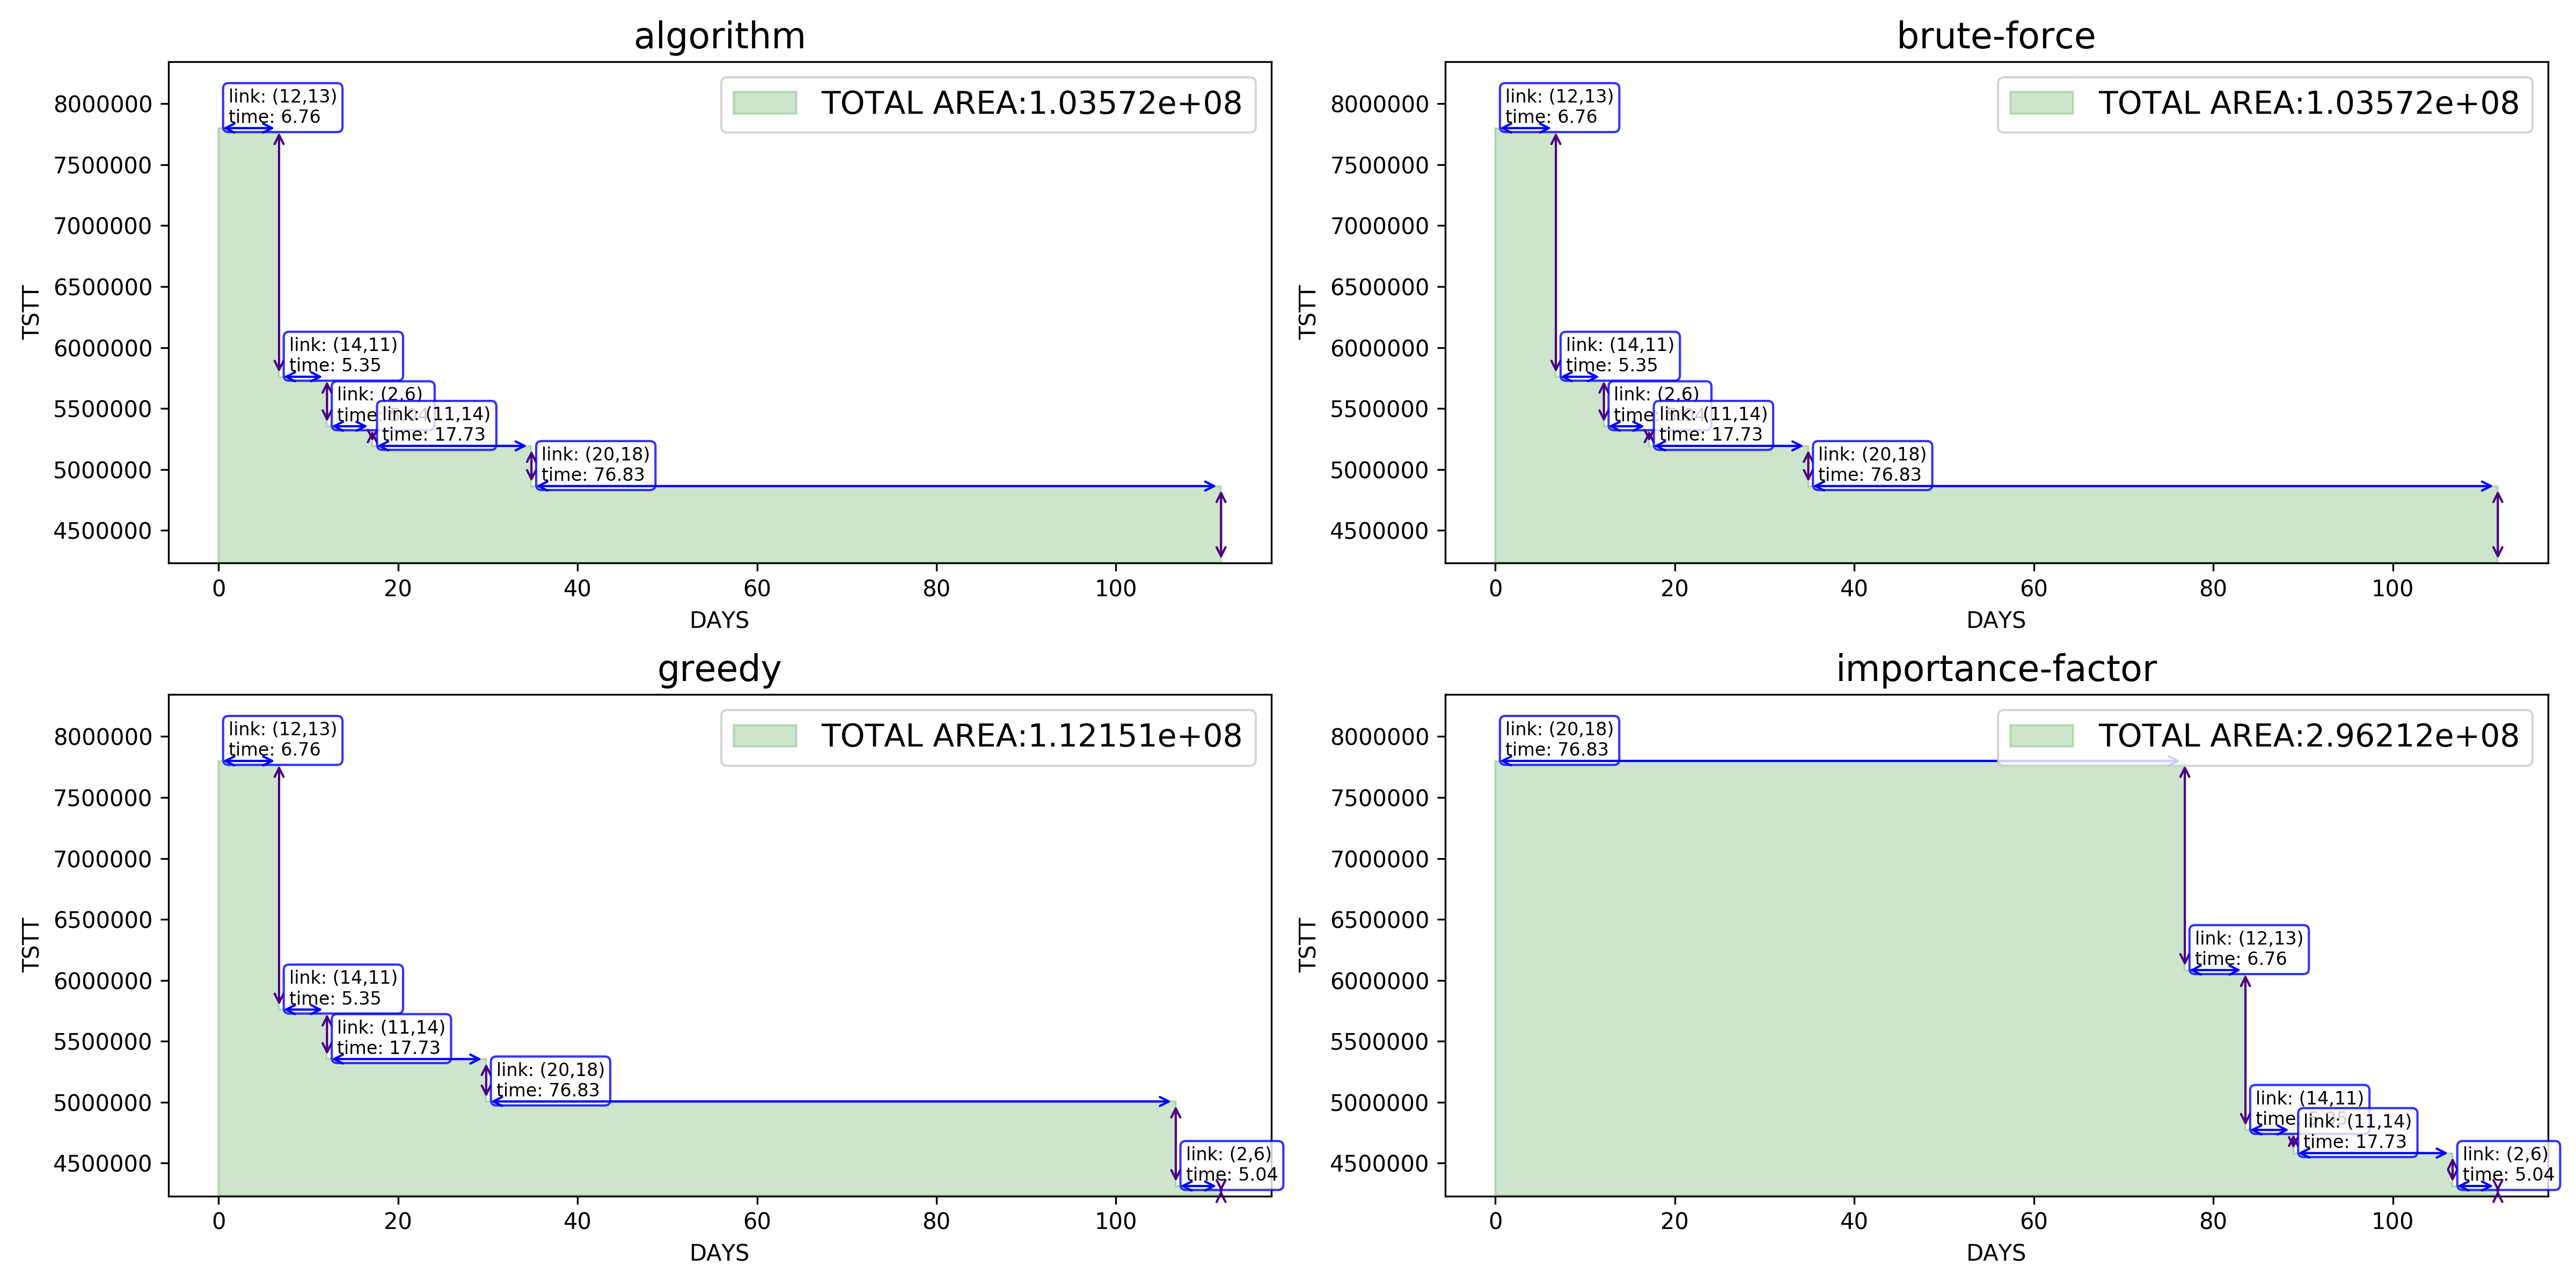 algorithm
TOTAL AREA:1.03572e+08
8000000
7500000
7000000
6500000
6000000
5500000
5000000
4500000
TSTT
link: (12,13)
time: 6.76
link: (14,11)
time: 5.35
link: (2,6)
time
link: (11,14)
time: 17.73
link: (20,18)
time: 76.83
0 20 40 60 80 100
DAYS
brute-force
TOTAL AREA:1.03572e+08
8000000
7500000
7000000
6500000
6000000
5500000
5000000
4500000
TSTT
link: (12,13)
time: 6.76
link: (14,11)
time: 5.35
link: (2,6)
time
link: (11,14)
time: 17.73
link: (20,18)
time: 76.83
0 20 40 60 80 100
DAYS
greedy
TOTAL AREA:1.12151e+08
8000000
7500000
7000000
6500000
6000000
5500000
5000000
4500000
TSTT
link: (12,13)
time: 6.76
link: (14,11)
time: 5.35
link: (11,14)
time: 17.73
link: (20,18)
time: 76.83
link: (2,6)
time: 5.04
0 20 40 60 80 100
DAYS
importance-factor
TOTAL AREA:2.96212e+08
8000000
7500000
7000000
6500000
6000000
5500000
5000000
4500000
TSTT
link: (20,18)
time: 76.83
link: (12,13)
time: 6.76
link: (14,11)
time
link: (11,14)
time: 17.73
link: (2,6)
time: 5.04
0 20 40 60 80 100
DAYS